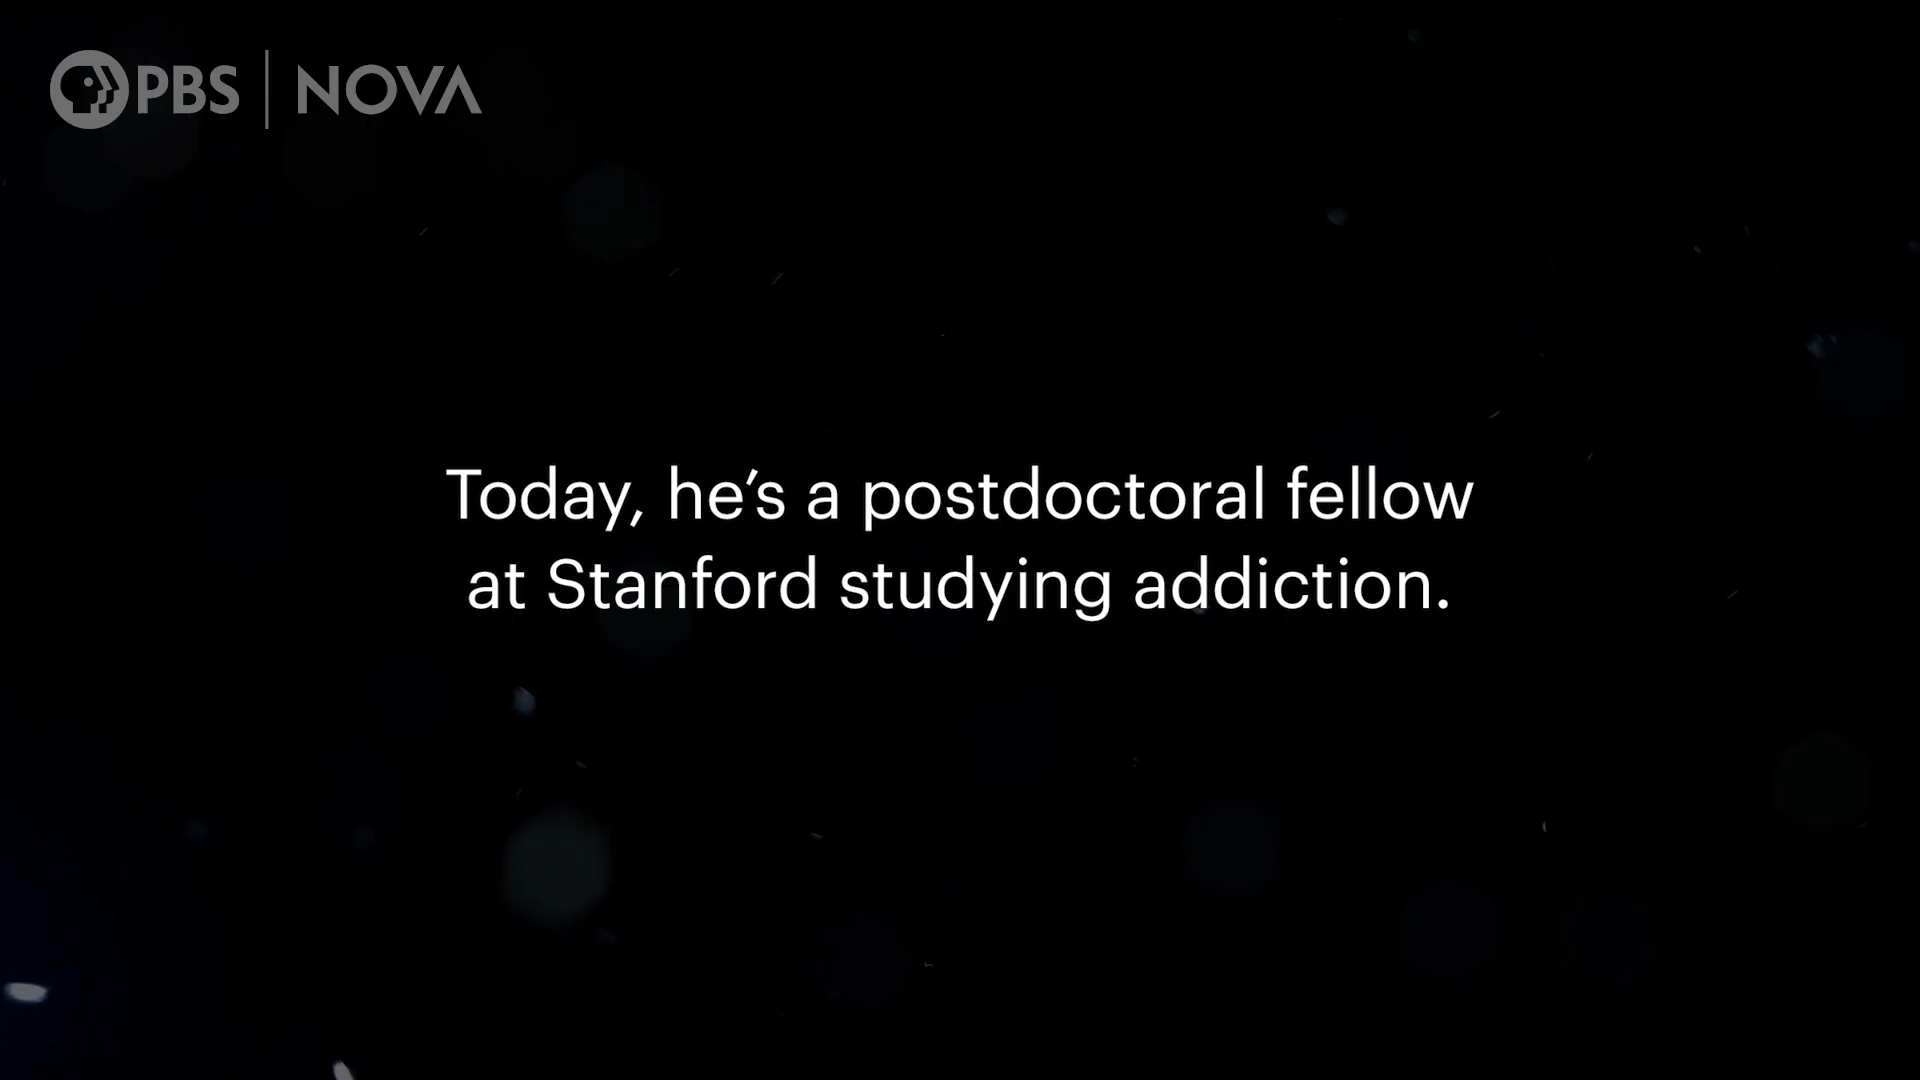 PBS | NOVA
Today, he’s a postdoctoral fellow
at Stanford studying addiction.